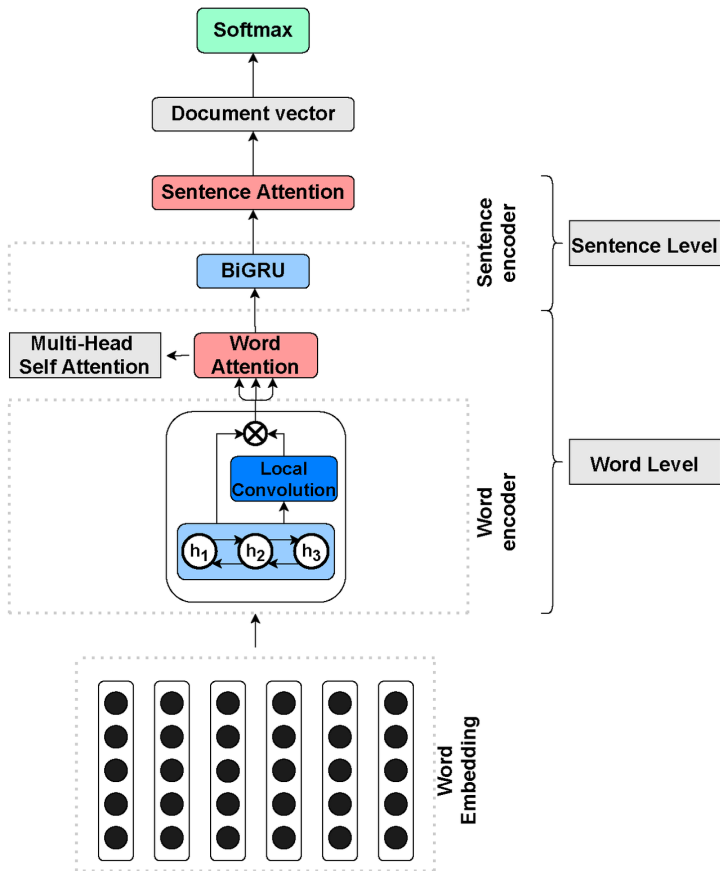 Softmax
Document vector
Sentence Attention
Sentence
encoder
Sentence Level
BiGRU
Multi-Head
Self Attention
Word
Attention
Local
Convolution
Word
encoder
Word Level
h1
h2
h3
Word
Embedding